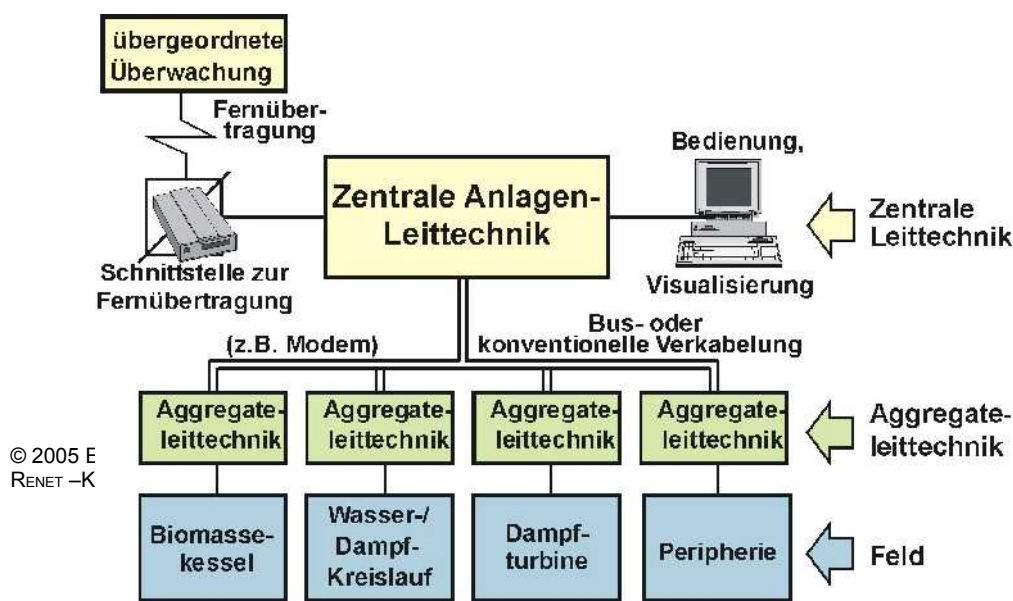 übergeordnete
Überwachung
Fernüber-
tragung
Bedienung,
Zentrale Anlagen-
Leittechnik
Zentrale
Leittechnik
Schnittstelle zur
Fernübertragung
Visualisierung
(z.B. Modem)
Bus- oder
konventionelle Verkabelung
Aggregate-
leittechnik
Aggregate-
leittechnik
Aggregate-
leittechnik
Aggregate-
leittechnik
Aggregate-
leittechnik
© 2005 E
RENET –K
Biomasse-
kessel
Wasser-/
Dampf-
Kreislauf
Dampf-
turbine
Peripherie
Feld